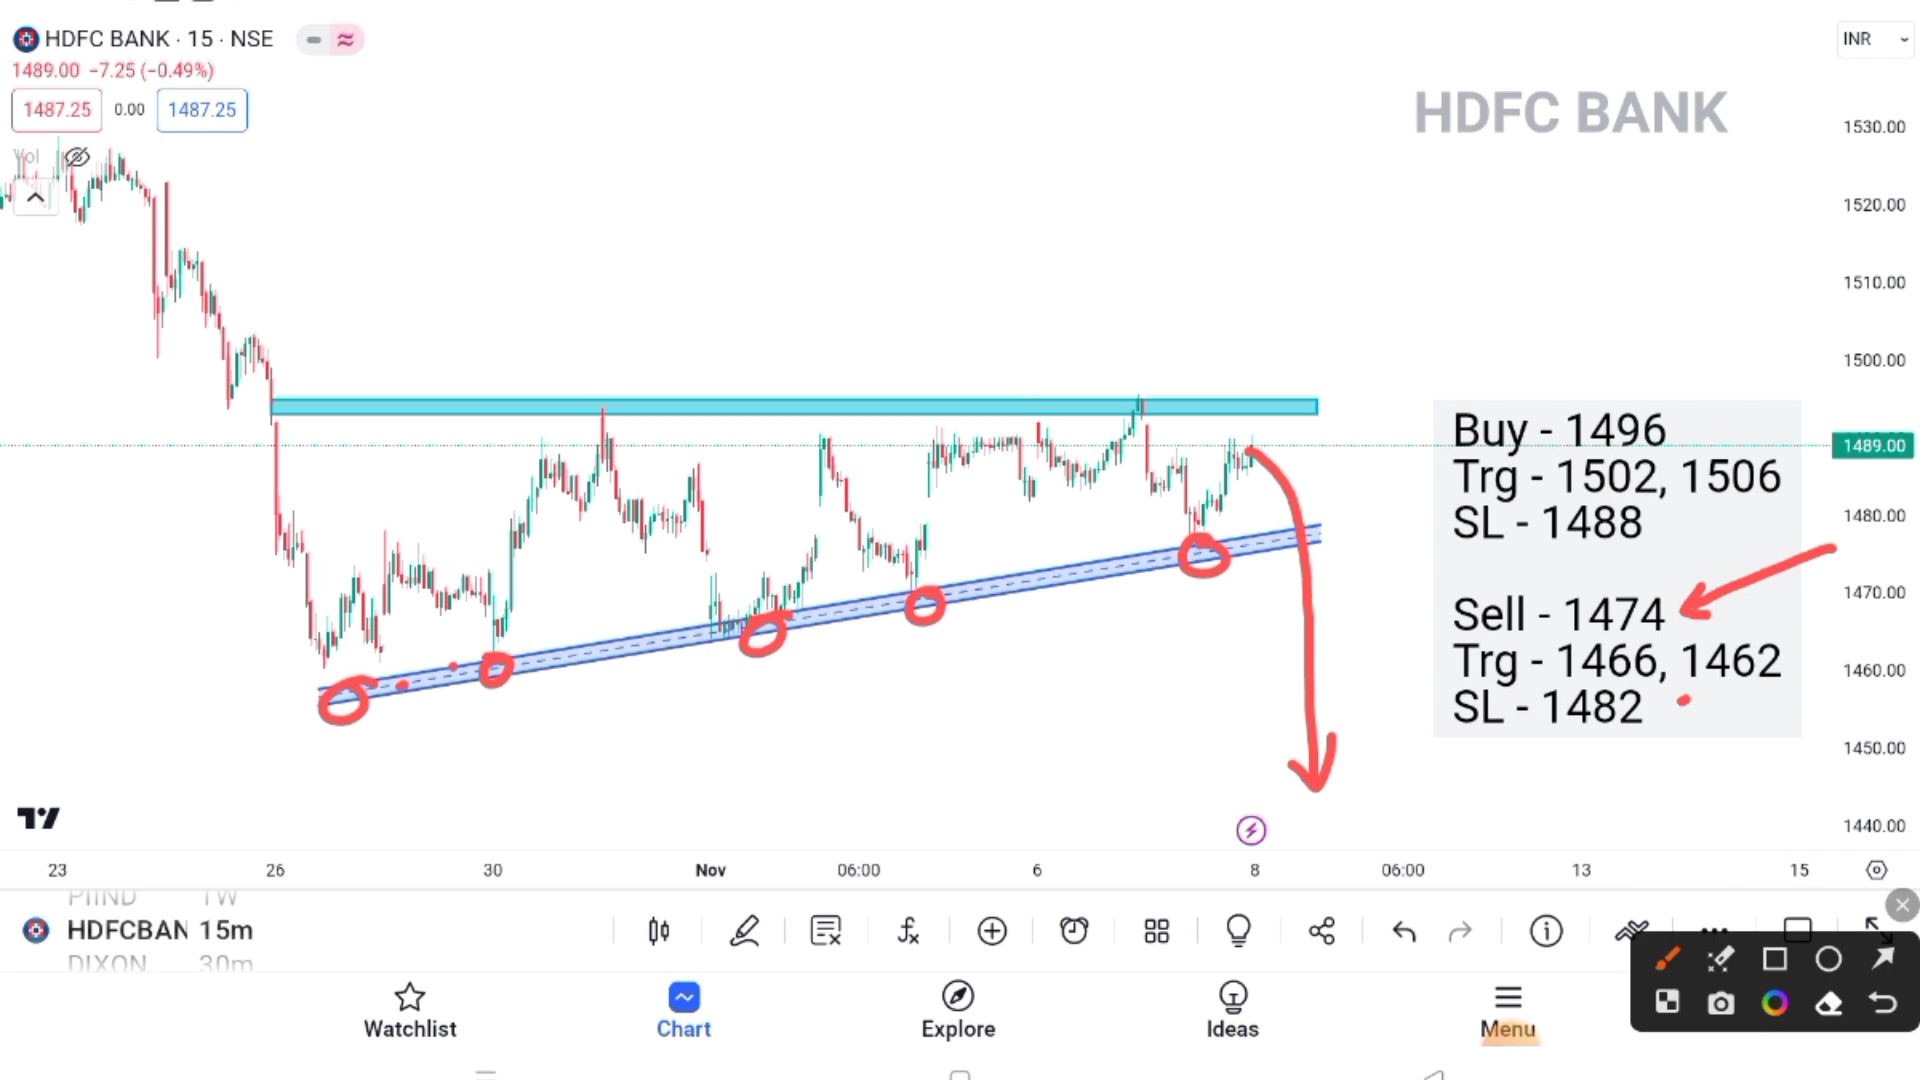 HDFC BANK · 15 · NSE
INR
1489.00 −7.25 (−0.49%)
1487.25 0.00 1487.25
HDFC BANK
Vol
1530.00
1520.00
1510.00
1500.00
1489.00
1480.00
1470.00
1460.00
1450.00
1440.00
Buy - 1496
Trg - 1502, 1506
SL - 1488
Sell - 1474
Trg - 1466, 1462
SL - 1482
23 26 30 Nov 06:00 6 8 06:00 13 15
PIIND 1W
HDFCBAN 15m
DIXON 30m
Watchlist
Chart
Explore
Ideas
Menu